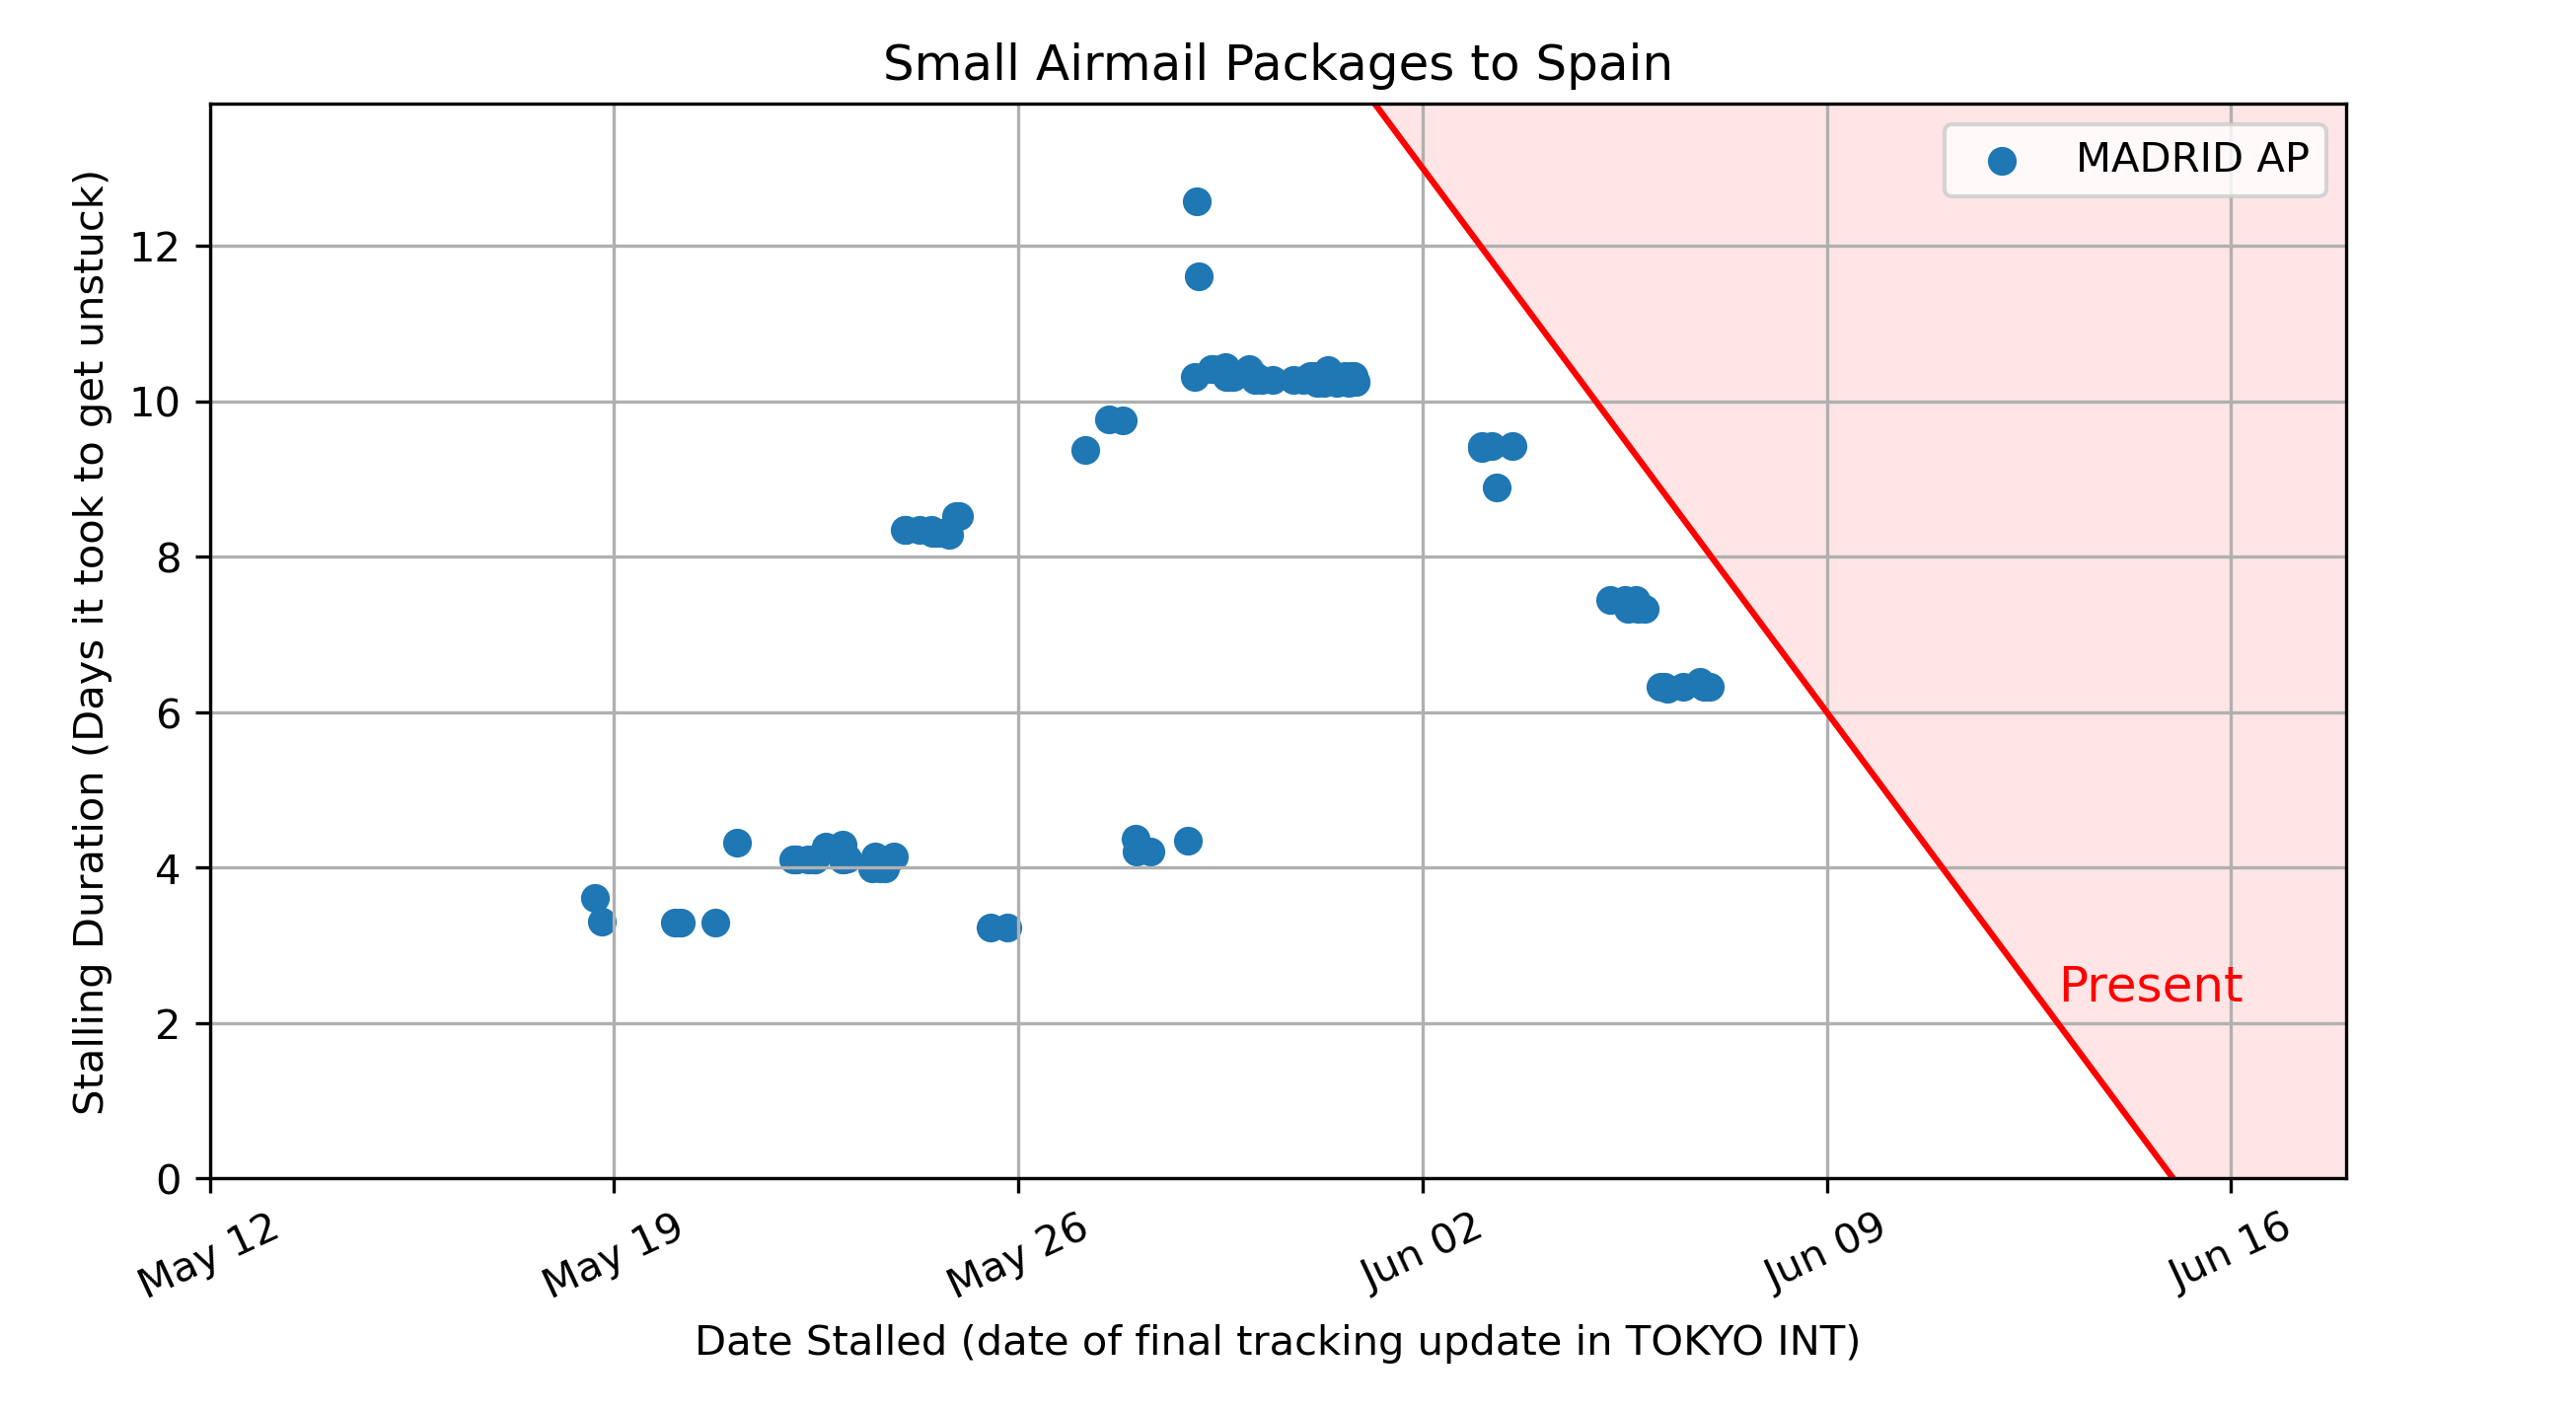 Small Airmail Packages to Spain
MADRID AP
Stalling Duration (Days it took to get unstuck)
12
10
8
6
4
2
0
Present
May 12
May 19
May 26
Jun 02
Jun 09
Jun 16
Date Stalled (date of final tracking update in TOKYO INT)